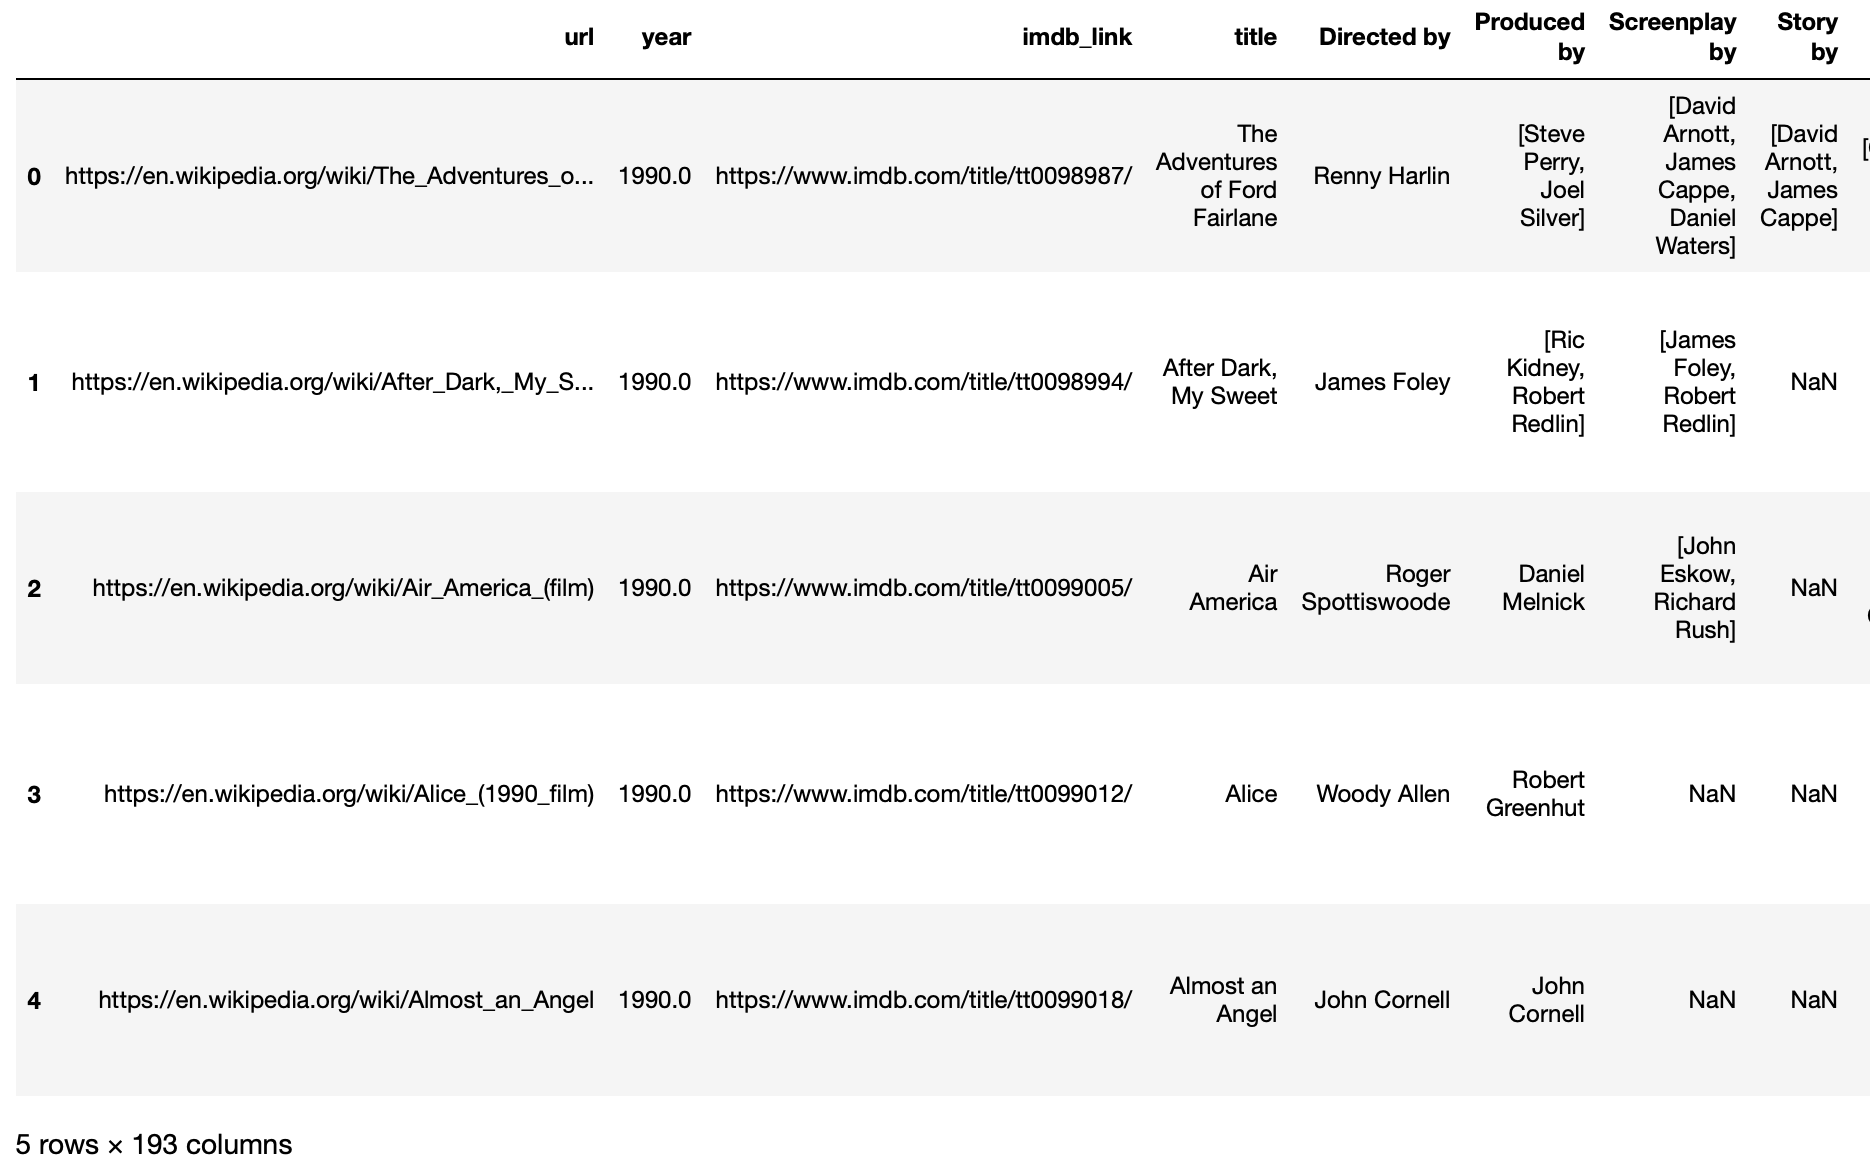 url year imdb_link title Directed by Produced by Screenplay by Story by
0 https://en.wikipedia.org/wiki/The_Adventures_o... 1990.0 https://www.imdb.com/title/tt0098987/ The Adventures of Ford Fairlane Renny Harlin [Steve Perry, Joel Silver] [David Arnott, James Cappe, Daniel Waters] [David Arnott, James Cappe]
1 https://en.wikipedia.org/wiki/After_Dark,_My_S... 1990.0 https://www.imdb.com/title/tt0098994/ After Dark, My Sweet James Foley [Ric Kidney, Robert Redlin] [James Foley, Robert Redlin] NaN
2 https://en.wikipedia.org/wiki/Air_America_(film) 1990.0 https://www.imdb.com/title/tt0099005/ Air America Roger Spottiswoode Daniel Melnick [John Eskow, Richard Rush] NaN
3 https://en.wikipedia.org/wiki/Alice_(1990_film) 1990.0 https://www.imdb.com/title/tt0099012/ Alice Woody Allen Robert Greenhut NaN NaN
4 https://en.wikipedia.org/wiki/Almost_an_Angel 1990.0 https://www.imdb.com/title/tt0099018/ Almost an Angel John Cornell John Cornell NaN NaN
5 rows × 193 columns